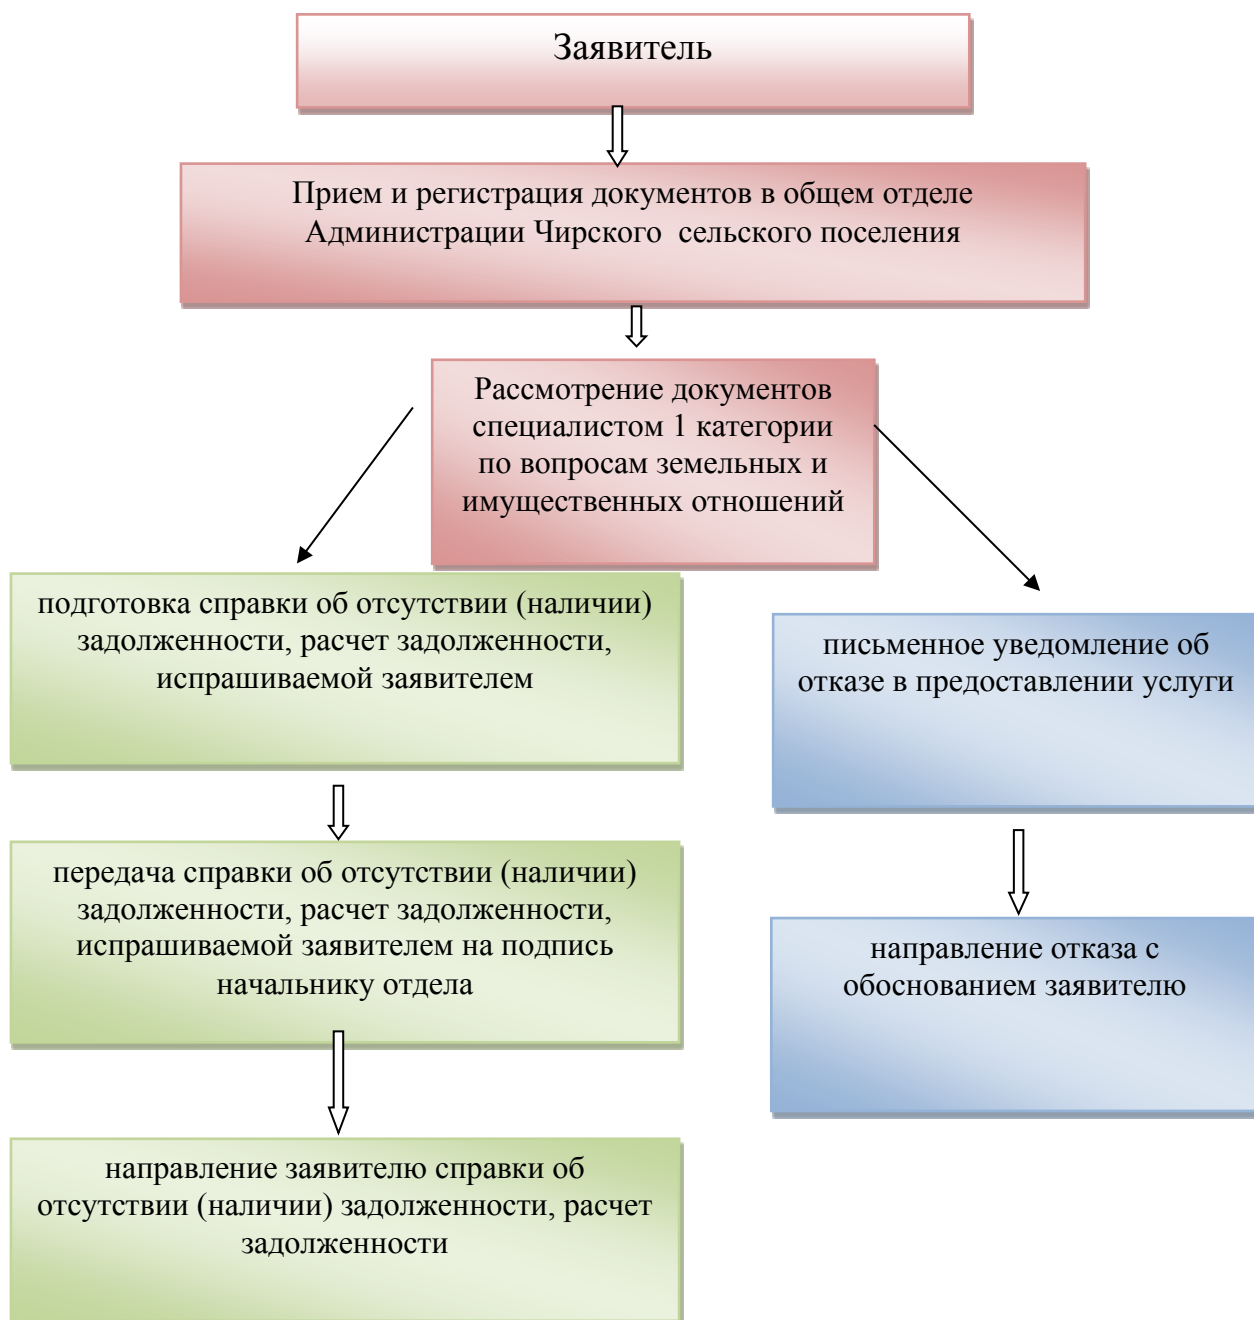 Заявитель
Прием и регистрация документов в общем отделе
Администрации Чирского сельского поселения
Рассмотрение документов
специалистом 1 категории
по вопросам земельных и
имущественных отношений
подготовка справки об отсутствии (наличии)
задолженности, расчет задолженности,
испрашиваемой заявителем
письменное уведомление об
отказе в предоставлении услуги
передача справки об отсутствии (наличии)
задолженности, расчет задолженности,
испрашиваемой заявителем на подпись
начальнику отдела
направление отказа с
обоснованием заявителю
направление заявителю справки об
отсутствии (наличии) задолженности, расчет
задолженности